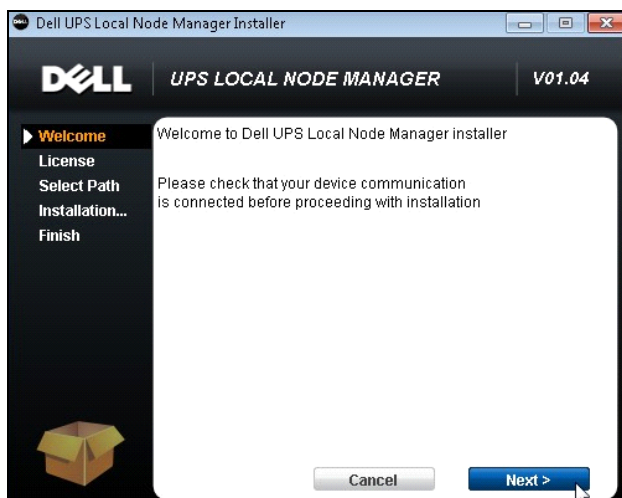 Dell UPS Local Node Manager Installer
DELL
UPS LOCAL NODE MANAGER
V01.04
Welcome
License
Select Path
Installation...
Finish
Welcome to Dell UPS Local Node Manager installer
Please check that your device communication
is connected before proceeding with installation
Cancel
Next >